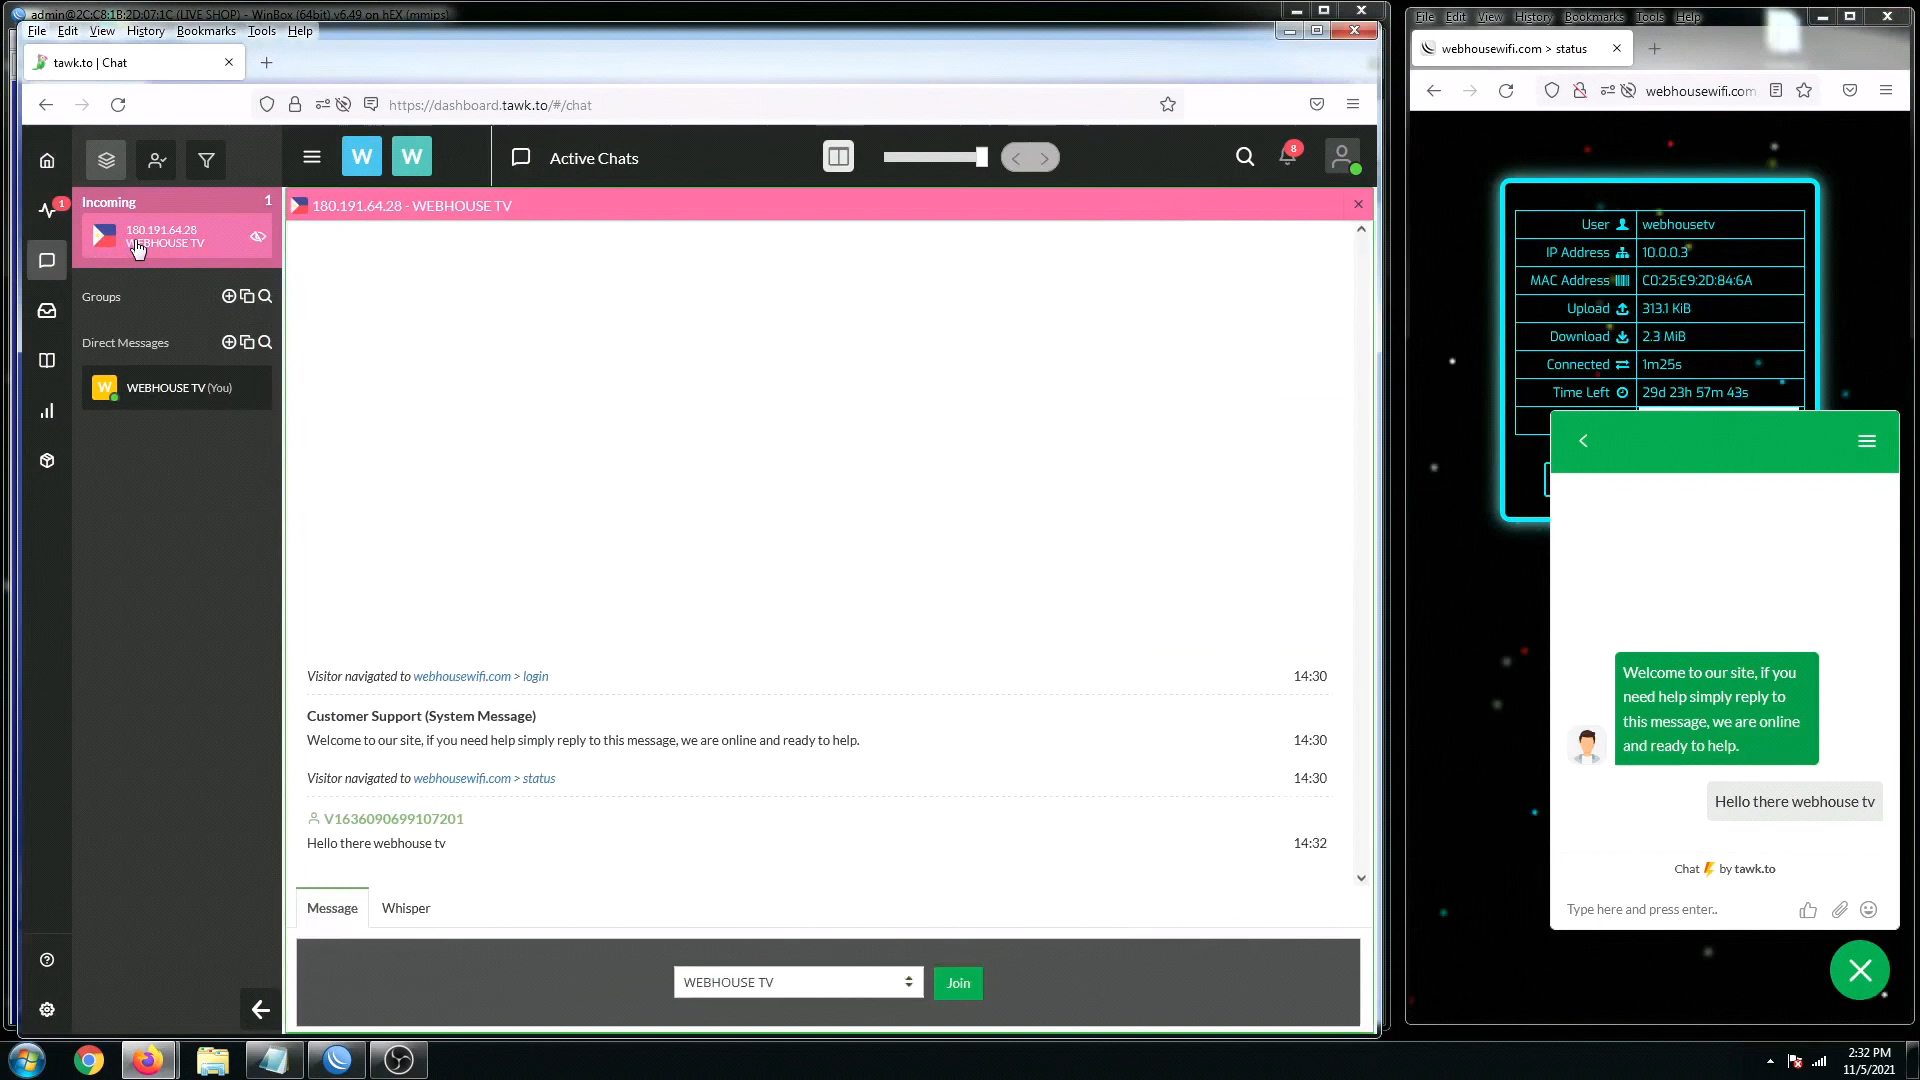 admin@2C:C8:1B:2D:07:1C (LIVE SHOP) - WinBox (64bit) v6.49 on hEX (mmips)
File Edit View History Bookmarks Tools Help
tawk.to | Chat
https://dashboard.tawk.to/#/chat
W W
Active Chats
8
1
Incoming 1
180.191.64.28
WEBHOUSE TV
Groups
Direct Messages
W WEBHOUSE TV (You)
180.191.64.28 - WEBHOUSE TV
Visitor navigated to webhousewifi.com > login 14:30
Customer Support (System Message)
Welcome to our site, if you need help simply reply to this message, we are online and ready to help. 14:30
Visitor navigated to webhousewifi.com > status 14:30
V1636090699107201
Hello there webhouse tv 14:32
Message Whisper
WEBHOUSE TV Join
File Edit View History Bookmarks Tools Help
webhousewifi.com > status
webhousewifi.com
User webhousetv
IP Address 10.0.0.3
MAC Address C0:25:E9:2D:84:6A
Upload 313.1 KiB
Download 2.3 MiB
Connected 1m25s
Time Left 29d 23h 57m 43s
Welcome to our site, if you
need help simply reply to
this message, we are online
and ready to help.
Hello there webhouse tv
Chat by tawk.to
Type here and press enter..
2:32 PM
11/5/2021